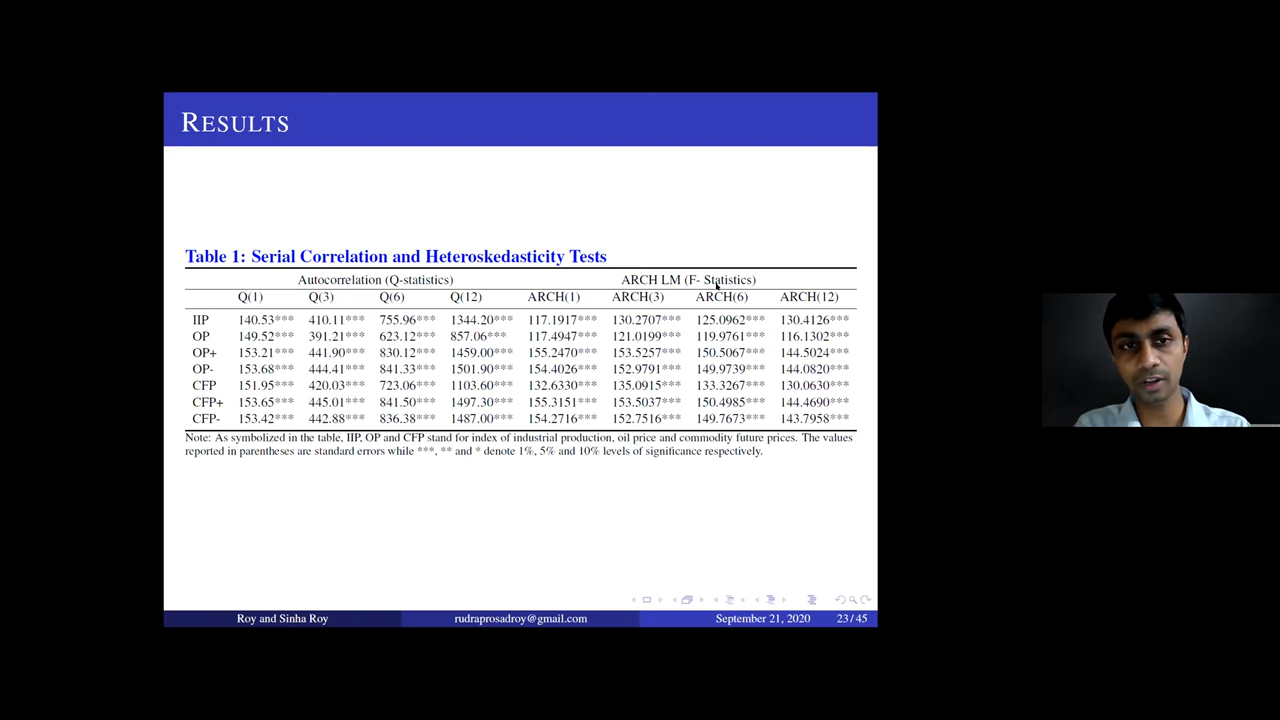 RESULTS
Table 1: Serial Correlation and Heteroskedasticity Tests
Autocorrelation (Q-statistics) ARCH LM (F- Statistics)
Q(1) Q(3) Q(6) Q(12) ARCH(1) ARCH(3) ARCH(6) ARCH(12)
IIP 140.53*** 410.11*** 755.96*** 1344.20*** 117.1917*** 130.2707*** 125.0962*** 130.4126***
OP 149.52*** 391.21*** 623.12*** 857.06*** 117.4947*** 121.0199*** 119.9761*** 116.1302***
OP+ 153.21*** 441.90*** 830.12*** 1459.00*** 155.2470*** 153.5257*** 150.5067*** 144.5024***
OP- 153.68*** 444.41*** 841.33*** 1501.90*** 154.4026*** 152.9791*** 149.9739*** 144.0820***
CFP 151.95*** 420.03*** 723.06*** 1103.60*** 132.6330*** 135.0915*** 133.3267*** 130.0630***
CFP+ 153.65*** 445.01*** 841.50*** 1497.30*** 155.3151*** 153.5037*** 150.4985*** 144.4690***
CFP- 153.42*** 442.88*** 836.38*** 1487.00*** 154.2716*** 152.7516*** 149.7673*** 143.7958***
Note: As symbolized in the table, IIP, OP and CFP stand for index of industrial production, oil price and commodity future prices. The values
reported in parentheses are standard errors while ***, ** and * denote 1%, 5% and 10% levels of significance respectively.
Roy and Sinha Roy rudraprosadroy@gmail.com September 21, 2020 23 / 45